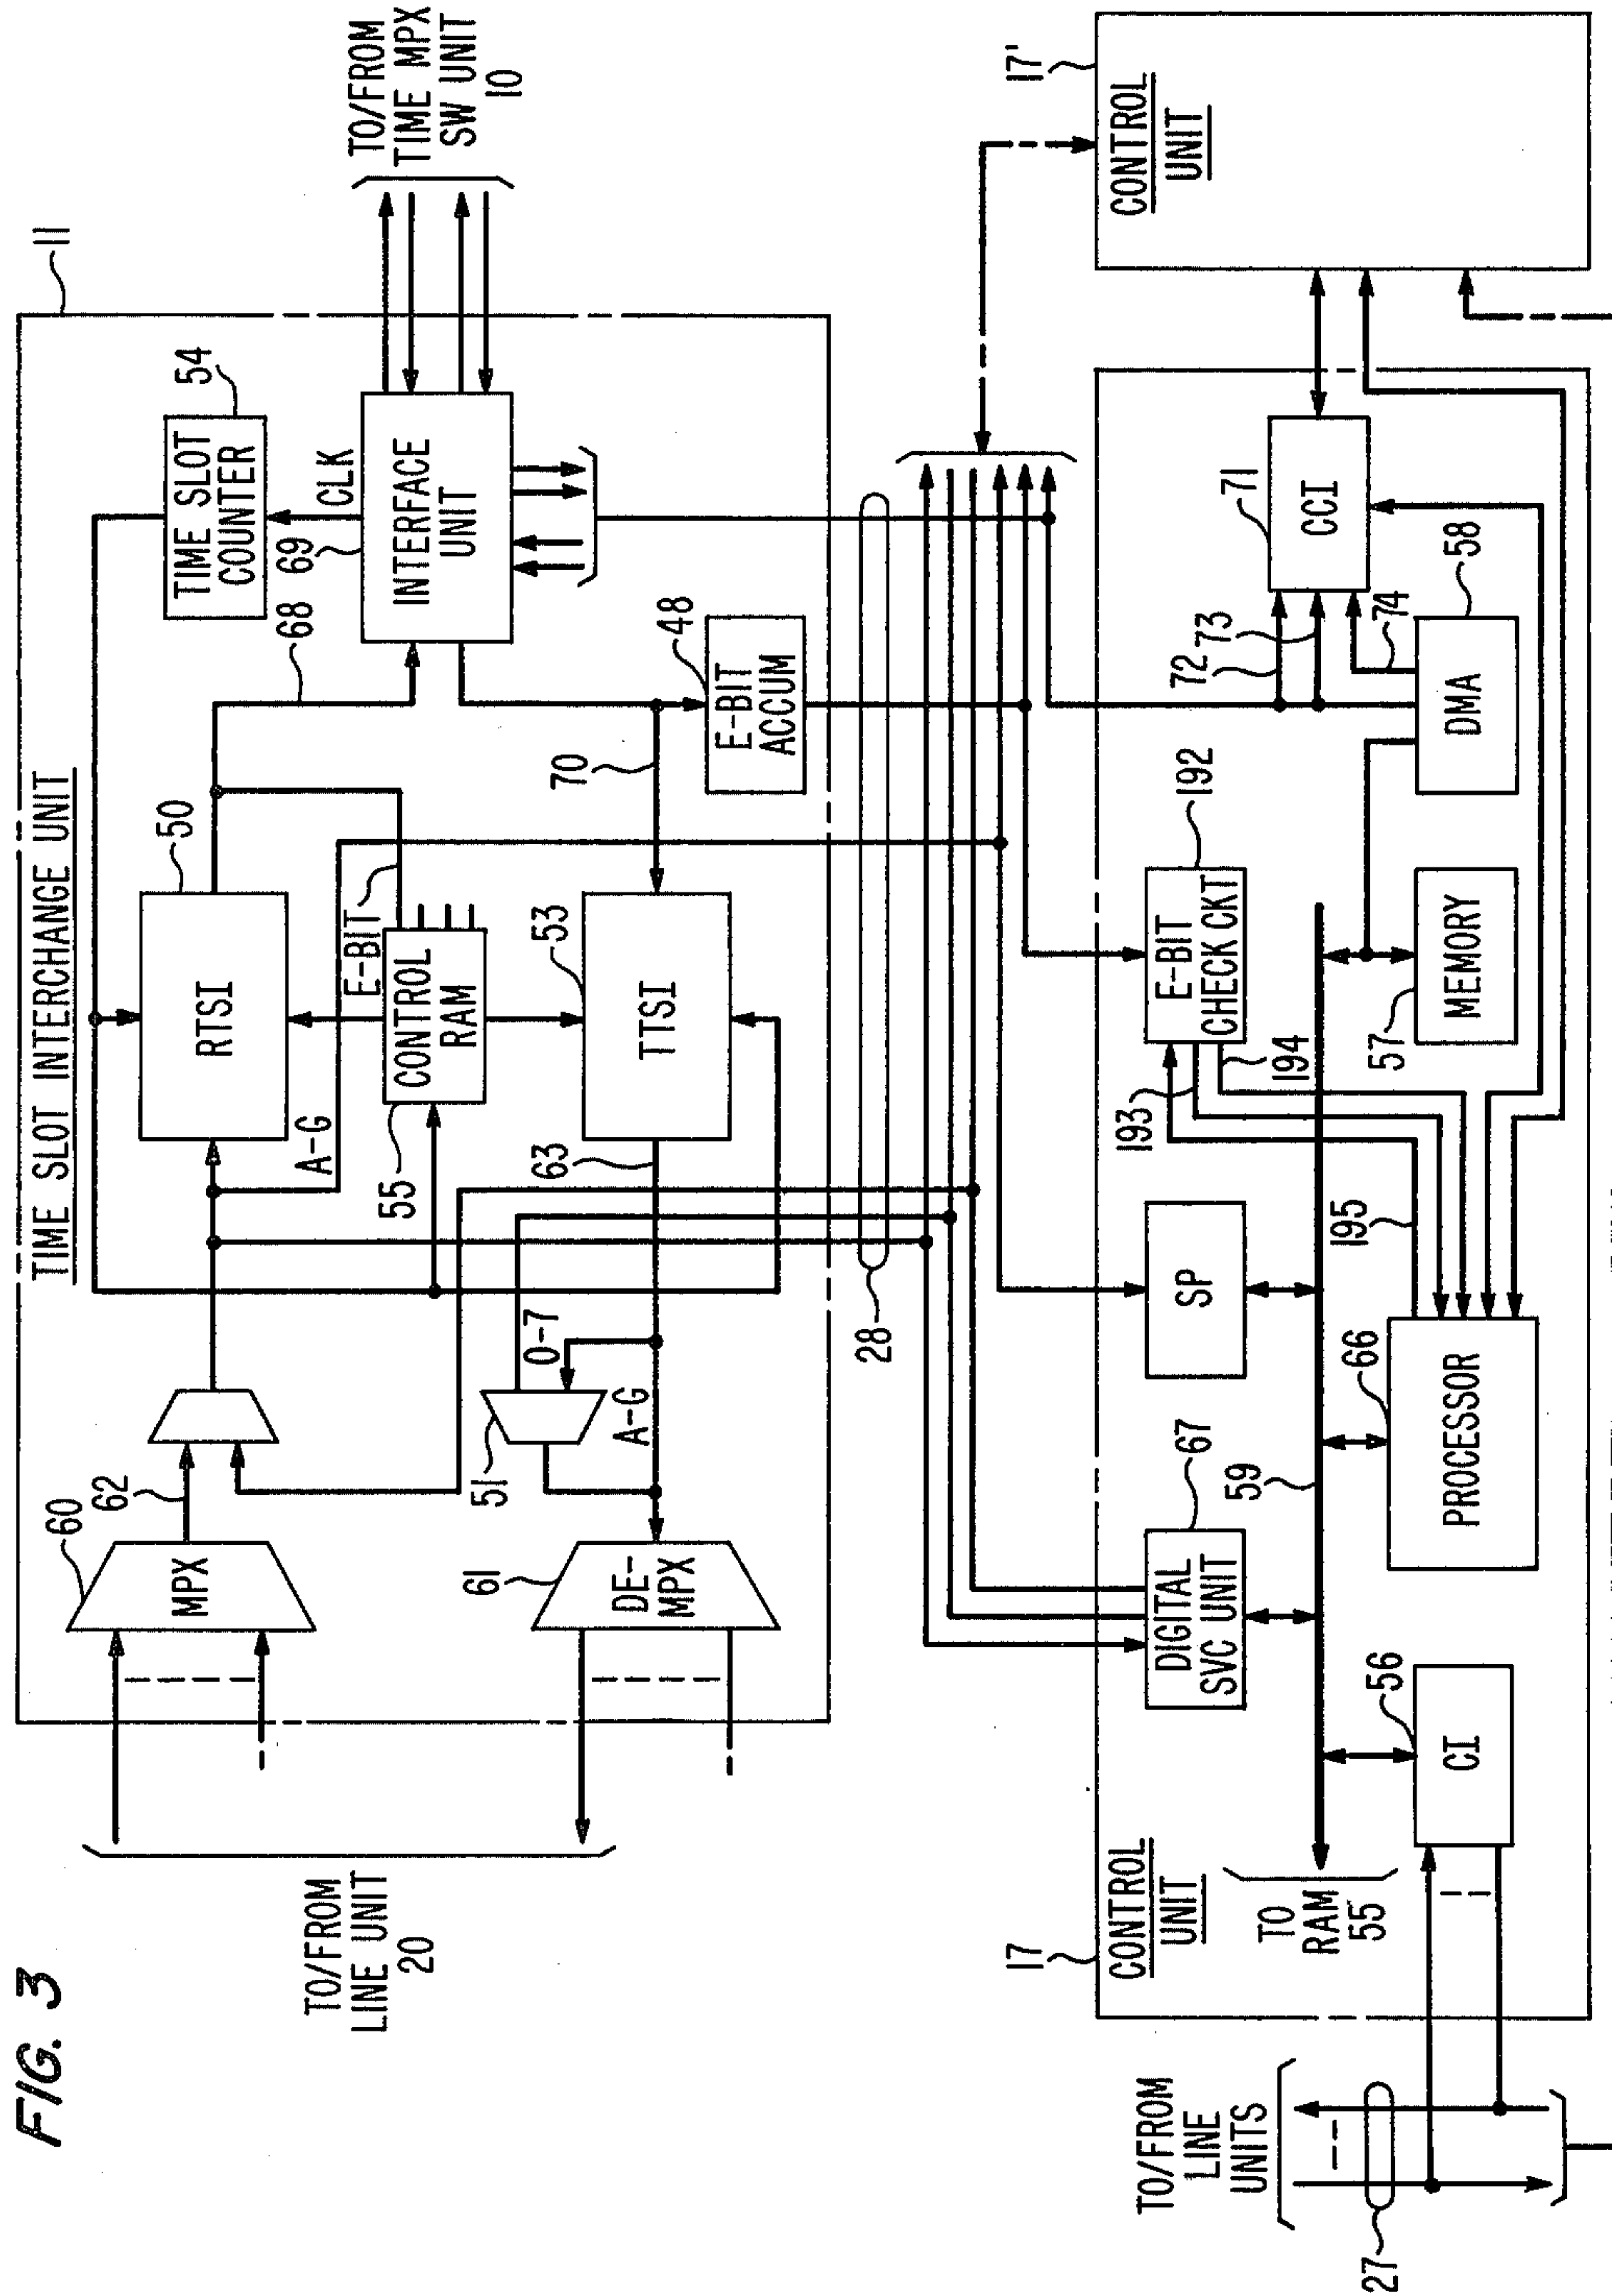 FIG. 3
TIME SLOT INTERCHANGE UNIT
11
TO/FROM
LINE UNIT
20
60
MPX
62
61
DE-
MPX
51
0-7
A-G
63
A-G
55
RTSI
50
E-BIT
CONTROL
RAM
TTSI
53
68
70
48
E-BIT
ACCUM
TIME SLOT
COUNTER
54
CLK
69
INTERFACE
UNIT
TO/FROM
TIME MPX
SW UNIT
10
28
17
CONTROL
UNIT
TO
RAM
55
TO/FROM
LINE
UNITS
27
CI
56
DIGITAL
SVC UNIT
67
59
SP
PROCESSOR
66
195
193
194
E-BIT
CHECK CKT
192
MEMORY
57
DMA
58
72
73
74
CCI
71
CONTROL
UNIT
17'